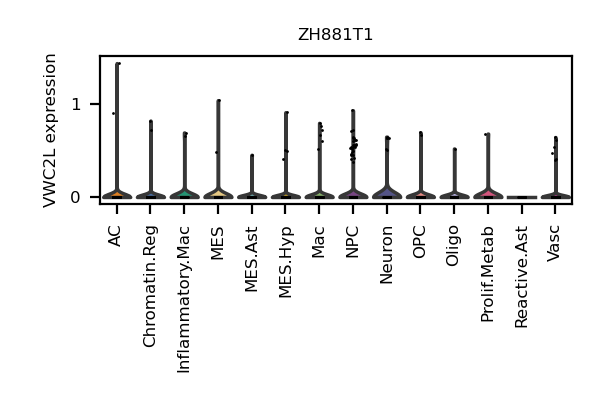 ZH881T1
VWC2L expression
1
0
AC
Chromatin.Reg
Inflammatory.Mac
MES
MES.Ast
MES.Hyp
Mac
NPC
Neuron
OPC
Oligo
Prolif.Metab
Reactive.Ast
Vasc